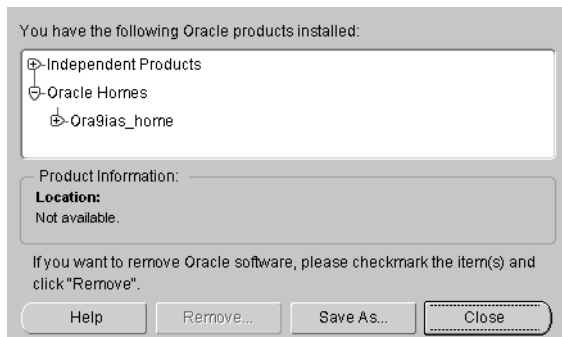 You have the following Oracle products installed:
Independent Products
Oracle Homes
Ora9ias_home
Product Information:
Location:
Not available.
If you want to remove Oracle software, please checkmark the item(s) and
click "Remove".
Help
Remove...
Save As...
Close